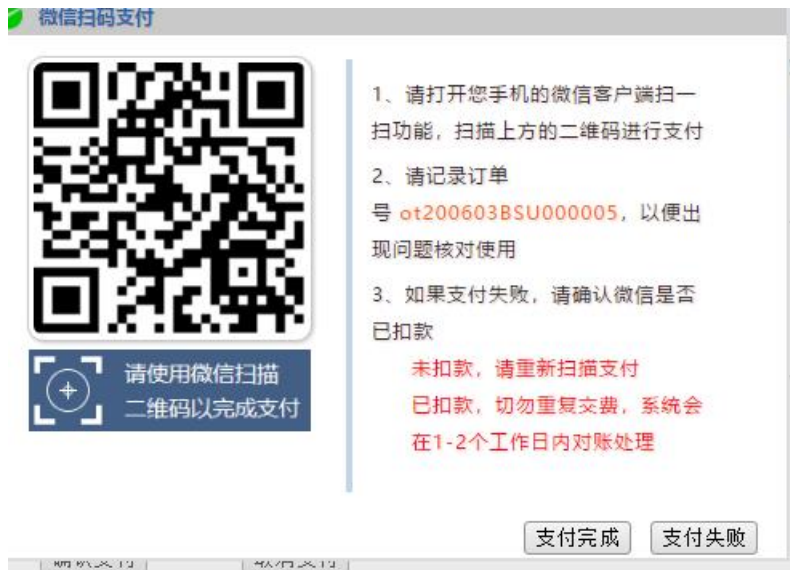 微信扫码支付
1、请打开您手机的微信客户端扫一
扫功能，扫描上方的二维码进行支付
2、请记录订单
号 ot200603BSU000005，以便出
现问题核对使用
3、如果支付失败，请确认微信是否
已扣款
未扣款，请重新扫描支付
已扣款，切勿重复交费，系统会
在1-2个工作日内对账处理
请使用微信扫描
二维码以完成支付
支付完成 支付失败